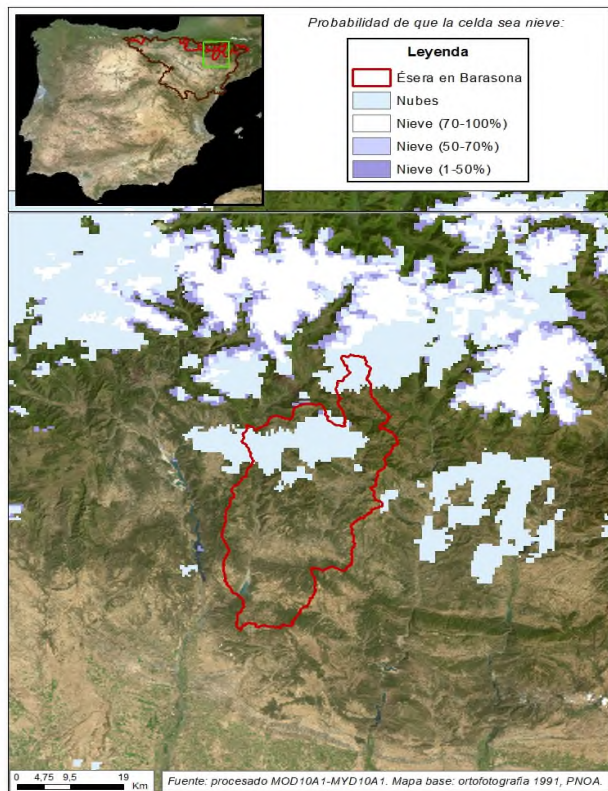 Probabilidad de que la celda sea nieve:
Leyenda
Ésera en Barasona
Nubes
Nieve (70-100%)
Nieve (50-70%)
Nieve (1-50%)
0 4,75 9,5 19
Km
Fuente: procesado MOD10A1-MYD10A1. Mapa base: ortofotografía 1991, PNOA.